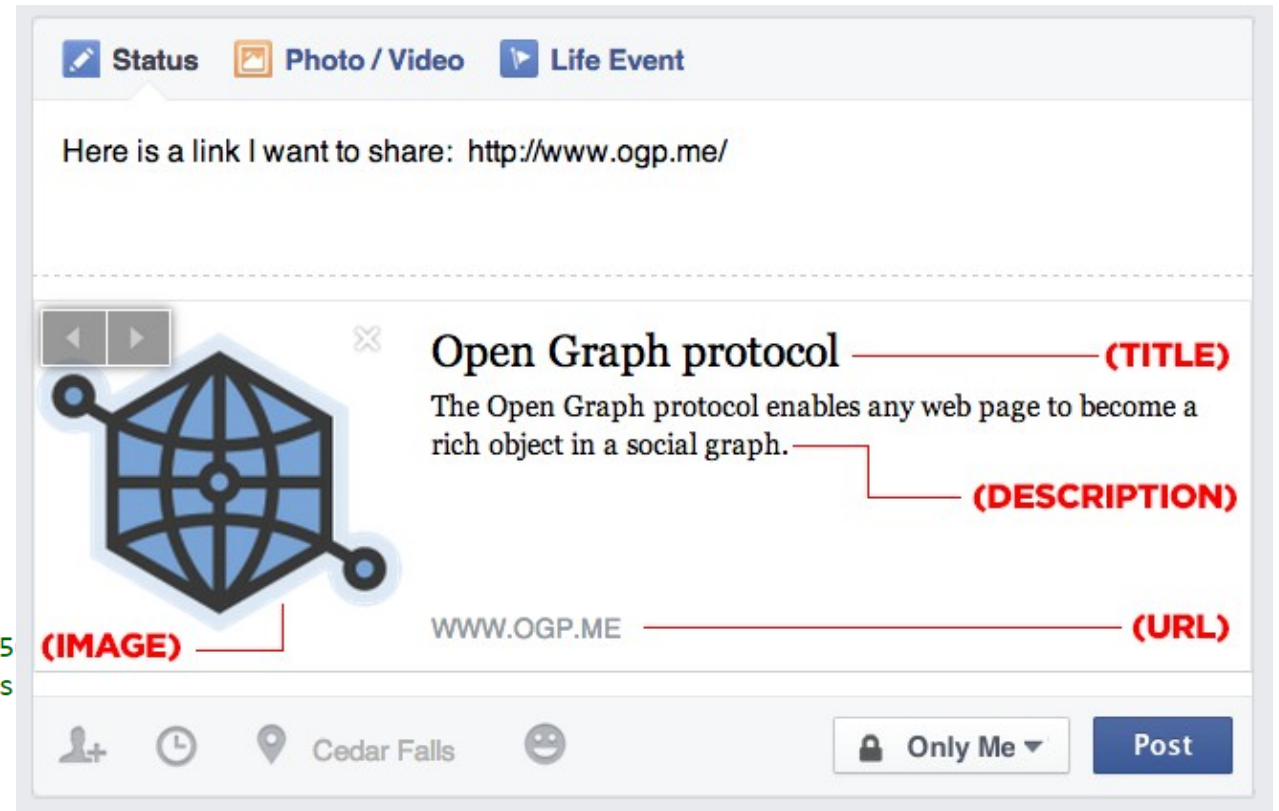 Status Photo / Video Life Event
Here is a link I want to share: http://www.ogp.me/
Open Graph protocol (TITLE)
The Open Graph protocol enables any web page to become a
rich object in a social graph.
(DESCRIPTION)
WWW.OGP.ME (URL)
5 (IMAGE)
s
Cedar Falls Only Me Post